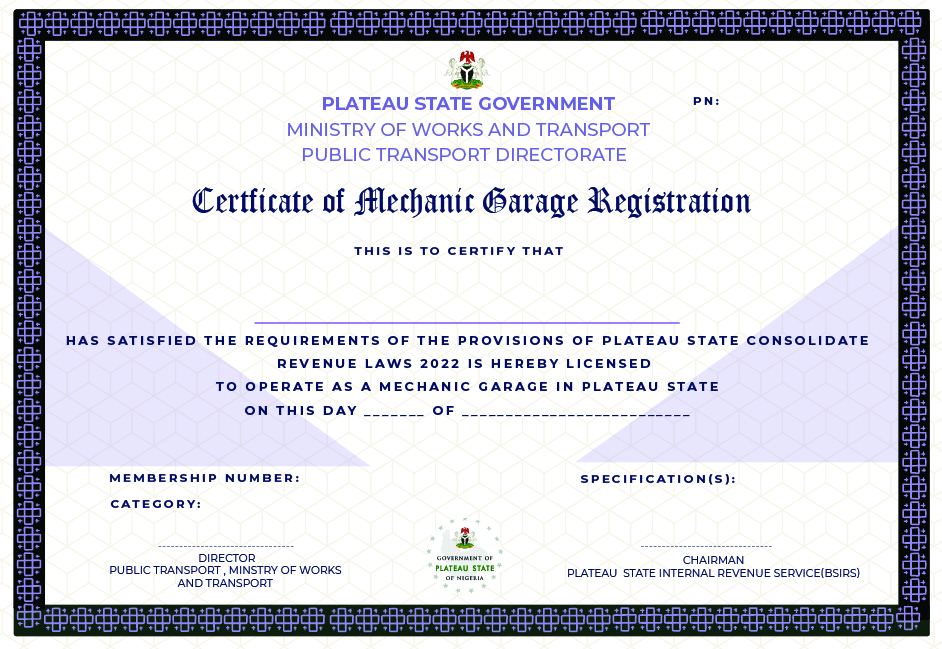 PLATEAU STATE GOVERNMENT
PN:
MINISTRY OF WORKS AND TRANSPORT
PUBLIC TRANSPORT DIRECTORATE
Certficate of Mechanic Garage Registration
THIS IS TO CERTIFY THAT
HAS SATISFIED THE REQUIREMENTS OF THE PROVISIONS OF PLATEAU STATE CONSOLIDATE
REVENUE LAWS 2022 IS HEREBY LICENSED
TO OPERATE AS A MECHANIC GARAGE IN PLATEAU STATE
ON THIS DAY _______ OF __________________________
MEMBERSHIP NUMBER:
SPECIFICATION(S):
CATEGORY:
DIRECTOR
PUBLIC TRANSPORT , MINSTRY OF WORKS
AND TRANSPORT
GOVERNMENT OF
PLATEAU STATE
OF NIGERIA
CHAIRMAN
PLATEAU STATE INTERNAL REVENUE SERVICE(BSIRS)